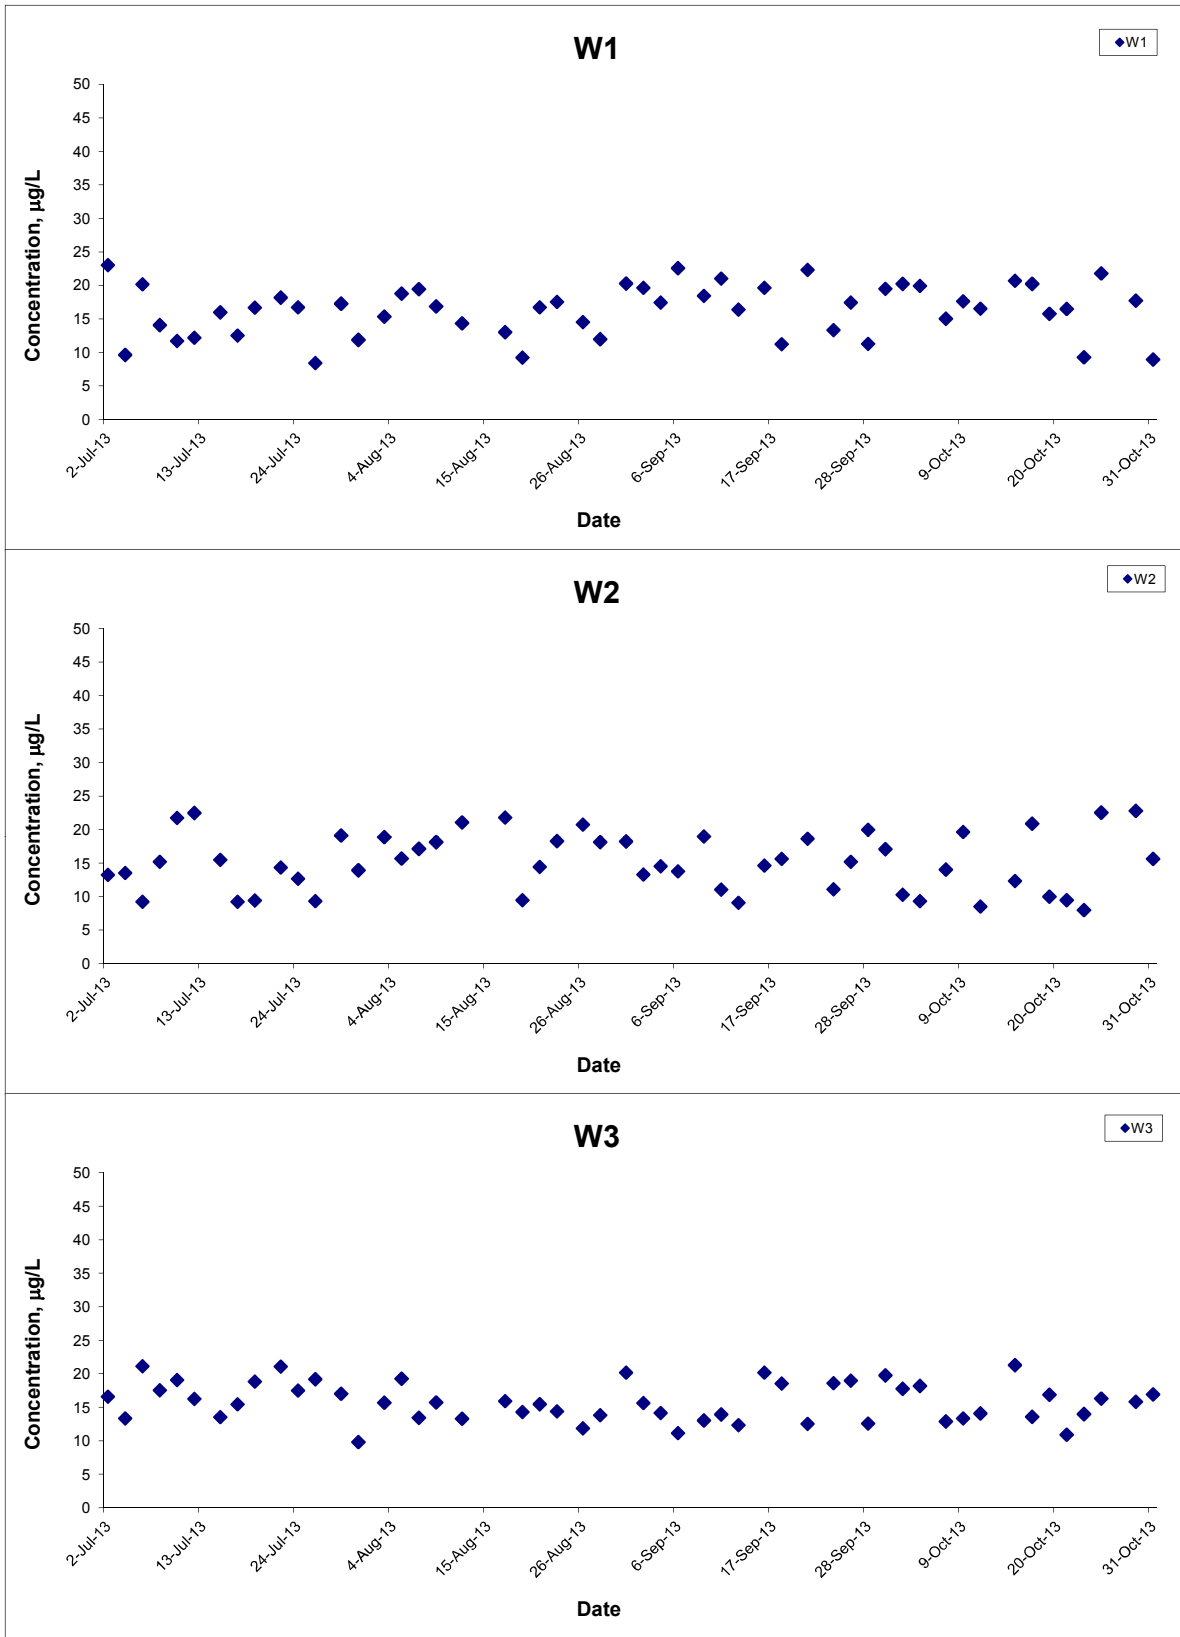 W1
W1
50
45
40
35
30
25
20
15
10
5
0
Concentration, µg/L
2-Jul-13
13-Jul-13
24-Jul-13
4-Aug-13
15-Aug-13
26-Aug-13
6-Sep-13
17-Sep-13
28-Sep-13
9-Oct-13
20-Oct-13
31-Oct-13
Date
W2
W2
50
45
40
35
30
25
20
15
10
5
0
Concentration, µg/L
2-Jul-13
13-Jul-13
24-Jul-13
4-Aug-13
15-Aug-13
26-Aug-13
6-Sep-13
17-Sep-13
28-Sep-13
9-Oct-13
20-Oct-13
31-Oct-13
Date
W3
W3
50
45
40
35
30
25
20
15
10
5
0
Concentration, µg/L
2-Jul-13
13-Jul-13
24-Jul-13
4-Aug-13
15-Aug-13
26-Aug-13
6-Sep-13
17-Sep-13
28-Sep-13
9-Oct-13
20-Oct-13
31-Oct-13
Date